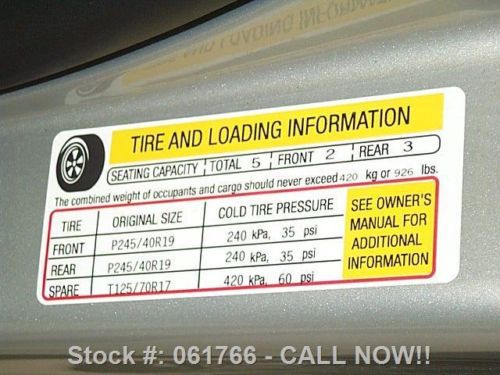 TIRE AND LOADING INFORMATION
SEATING CAPACITY TOTAL 5 FRONT 2 REAR 3
The combined weight of occupants and cargo should never exceed 420 kg or 926 lbs.
TIRE ORIGINAL SIZE COLD TIRE PRESSURE
FRONT P245/40R19 240 kPa, 35 psi
REAR P245/40R19 240 kPa, 35 psi
SPARE T125/70R17 420 kPa, 60 psi
SEE OWNER'S
MANUAL FOR
ADDITIONAL
INFORMATION
Stock #: 061766 - CALL NOW!!